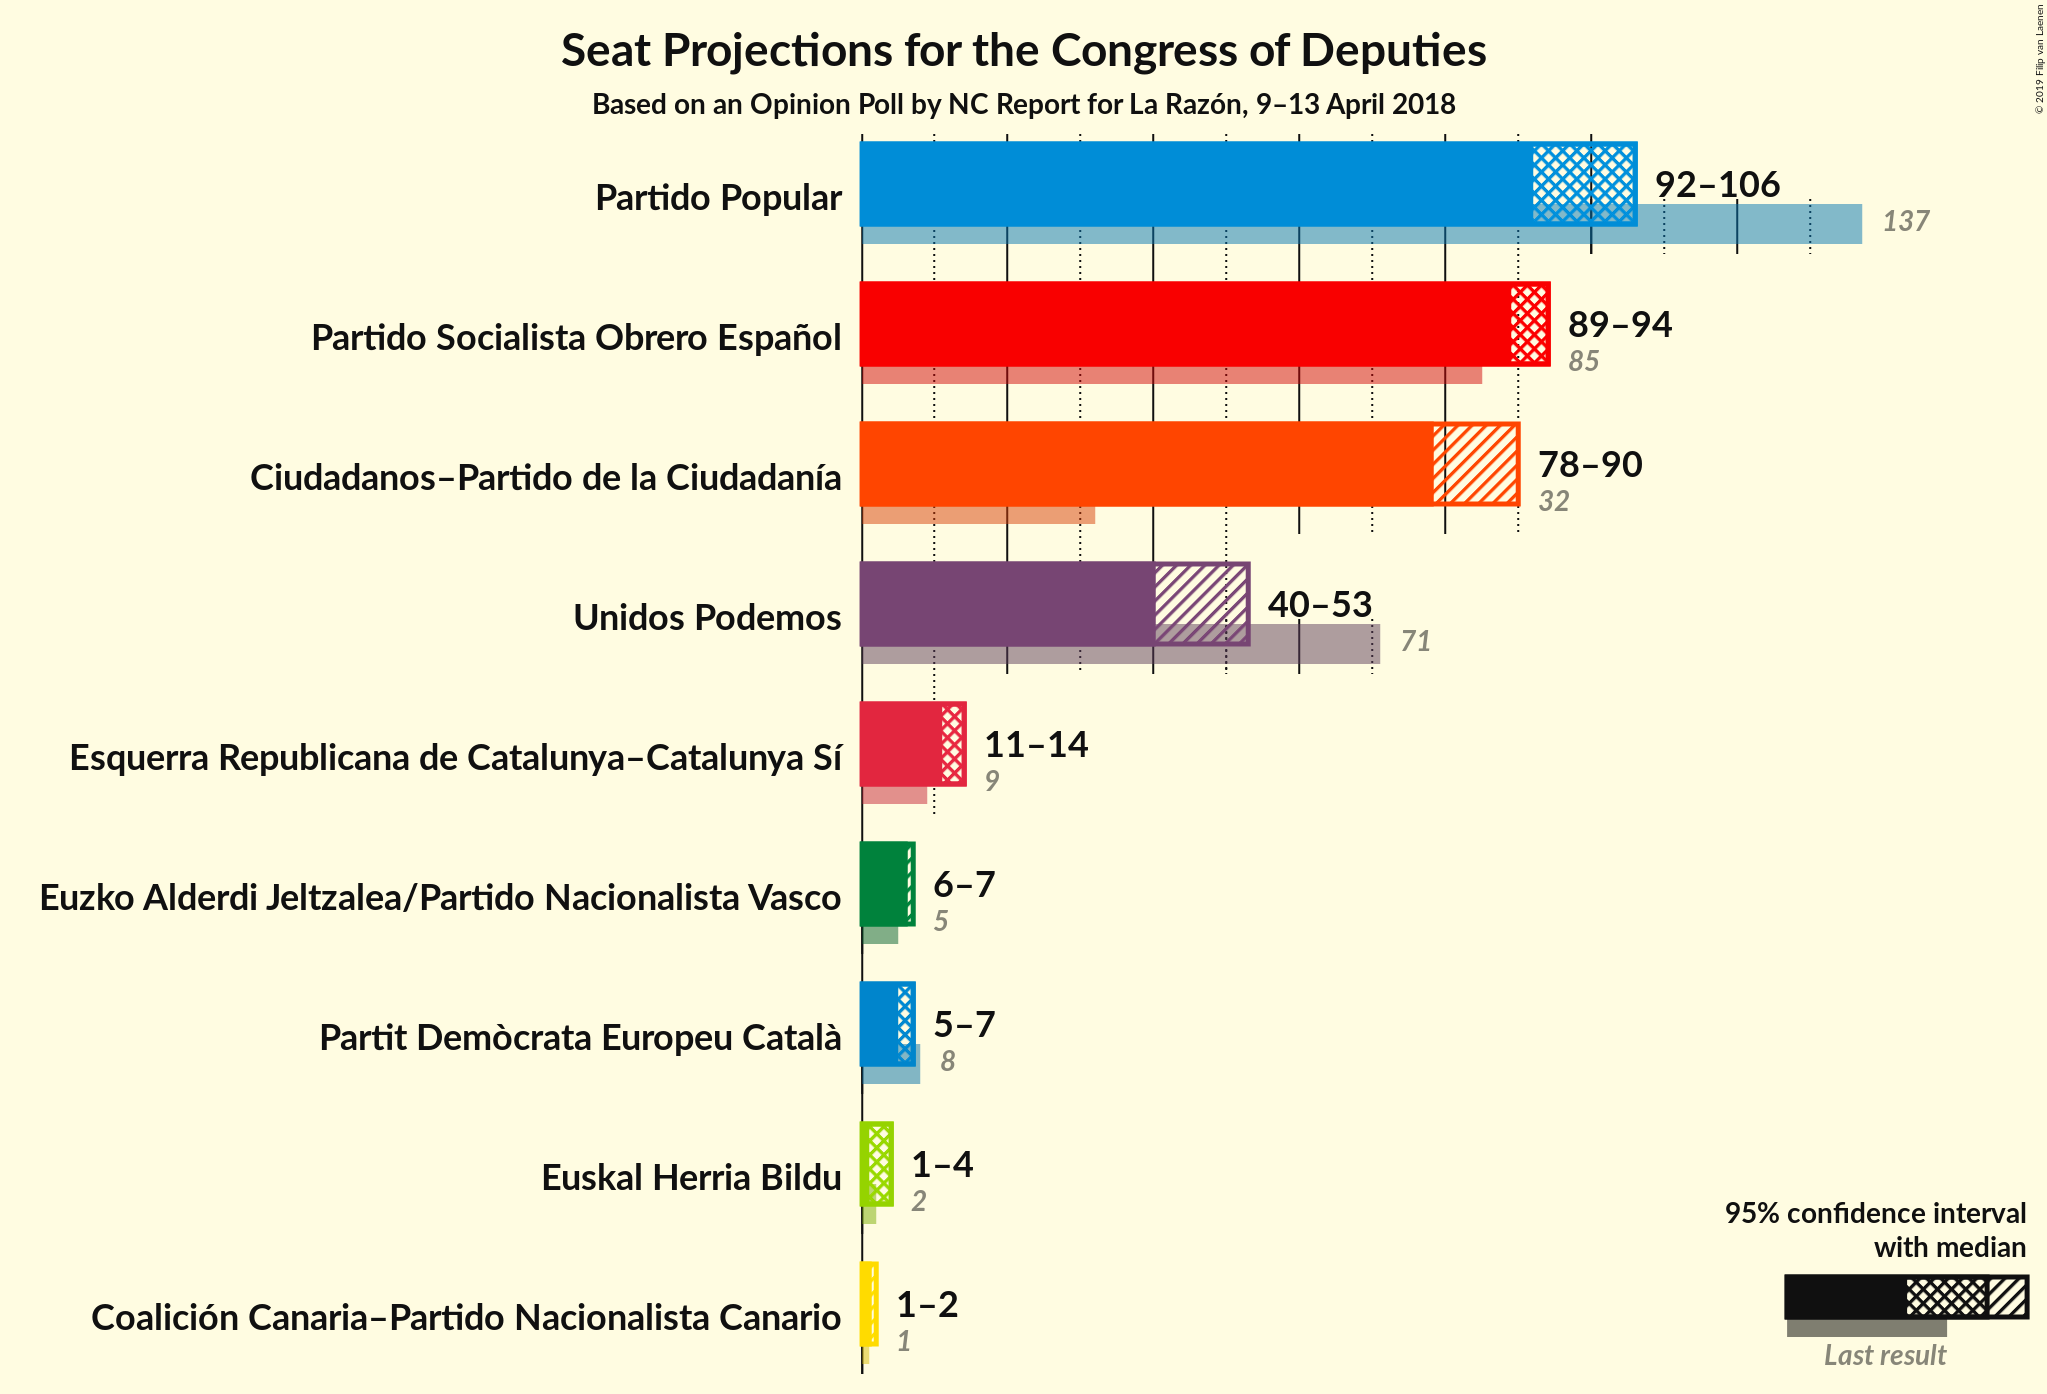 Seat Projections for the Congress of Deputies
Based on an Opinion Poll by NC Report for La Razón, 9–13 April 2018
© 2019 Filip van Laenen
Partido Popular
92–106
137
Partido Socialista Obrero Español
89–94
85
Ciudadanos–Partido de la Ciudadanía
78–90
32
Unidos Podemos
40–53
71
Esquerra Republicana de Catalunya–Catalunya Sí
11–14
9
Euzko Alderdi Jeltzalea/Partido Nacionalista Vasco
6–7
5
Partit Demòcrata Europeu Català
5–7
8
Euskal Herria Bildu
1–4
2
Coalición Canaria–Partido Nacionalista Canario
1–2
1
95% confidence interval
with median
Last result